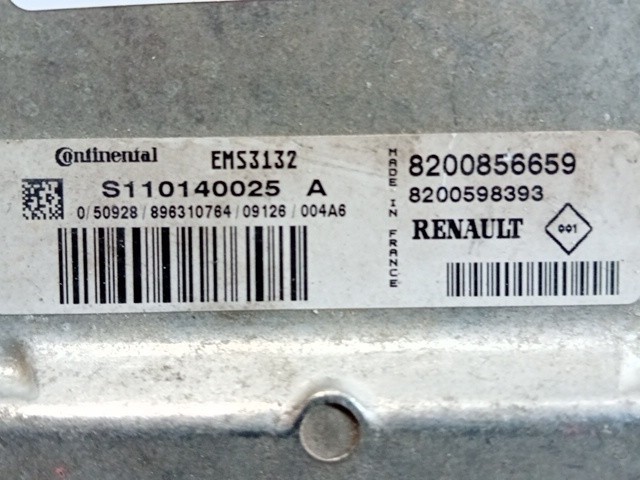 Continental EMS3132
S110140025 A
0/50928/896310764/09126/004A6
MADE IN FRANCE
8200856659
8200598393
RENAULT 001